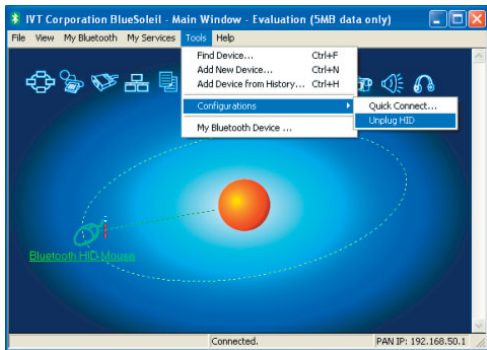 IVT Corporation BlueSoleil - Main Window - Evaluation (5MB data only)
File View My Bluetooth My Services Tools Help
Find Device... Ctrl+F
Add New Device... Ctrl+N
Add Device from History... Ctrl+H
Configurations
Quick Connect...
Unplug HID
My Bluetooth Device ...
Bluetooth HID Mouse
Connected. PAN IP: 192.168.50.1